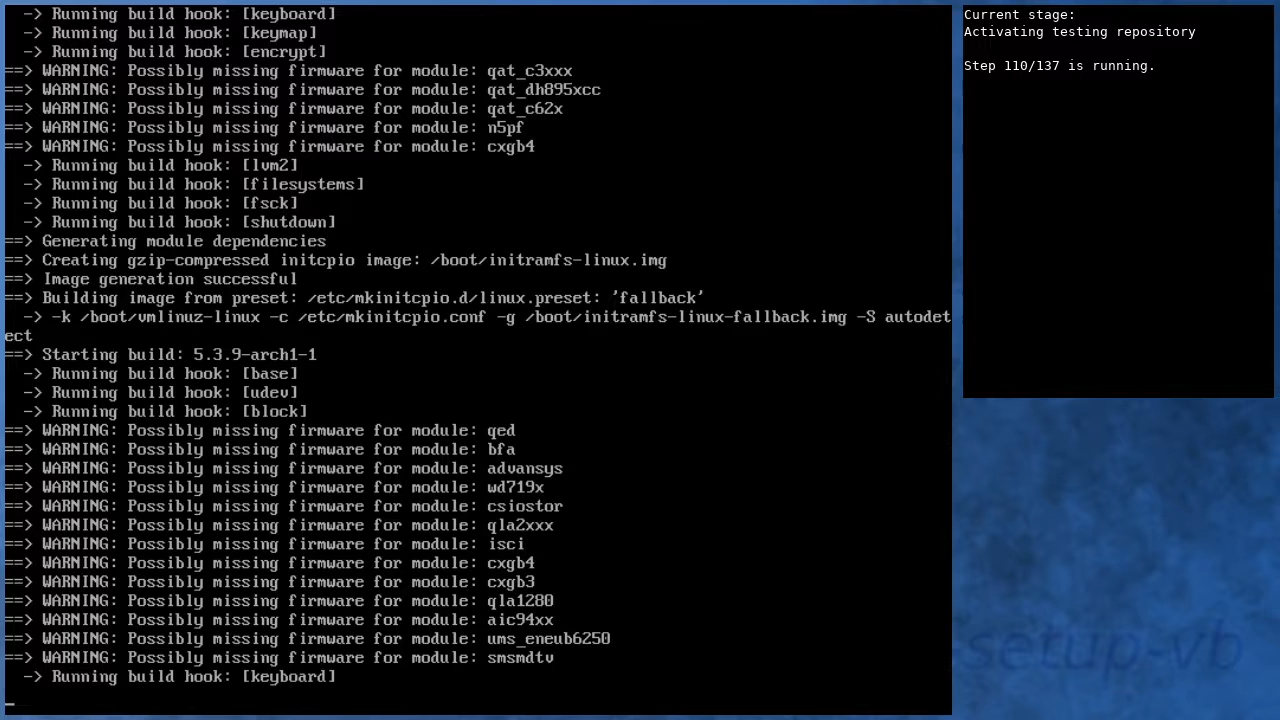 -> Running build hook: [keyboard]
-> Running build hook: [keymap]
-> Running build hook: [encrypt]
==> WARNING: Possibly missing firmware for module: qat_c3xxx
==> WARNING: Possibly missing firmware for module: qat_dh895xcc
==> WARNING: Possibly missing firmware for module: qat_c62x
==> WARNING: Possibly missing firmware for module: n5pf
==> WARNING: Possibly missing firmware for module: cxgb4
-> Running build hook: [lvm2]
-> Running build hook: [filesystems]
-> Running build hook: [fsck]
-> Running build hook: [shutdown]
==> Generating module dependencies
==> Creating gzip-compressed initcpio image: /boot/initramfs-linux.img
==> Image generation successful
==> Building image from preset: /etc/mkinitcpio.d/linux.preset: 'fallback'
-> -k /boot/vmlinuz-linux -c /etc/mkinitcpio.conf -g /boot/initramfs-linux-fallback.img -S autodet
ect
==> Starting build: 5.3.9-arch1-1
-> Running build hook: [base]
-> Running build hook: [udev]
-> Running build hook: [block]
==> WARNING: Possibly missing firmware for module: qed
==> WARNING: Possibly missing firmware for module: bfa
==> WARNING: Possibly missing firmware for module: advansys
==> WARNING: Possibly missing firmware for module: wd719x
==> WARNING: Possibly missing firmware for module: csiostor
==> WARNING: Possibly missing firmware for module: qla2xxx
==> WARNING: Possibly missing firmware for module: isci
==> WARNING: Possibly missing firmware for module: cxgb4
==> WARNING: Possibly missing firmware for module: cxgb3
==> WARNING: Possibly missing firmware for module: qla1280
==> WARNING: Possibly missing firmware for module: aic94xx
==> WARNING: Possibly missing firmware for module: ums_eneub6250
==> WARNING: Possibly missing firmware for module: smsmdtv
-> Running build hook: [keyboard]
Current stage:
Activating testing repository
Step 110/137 is running.
setup-vb